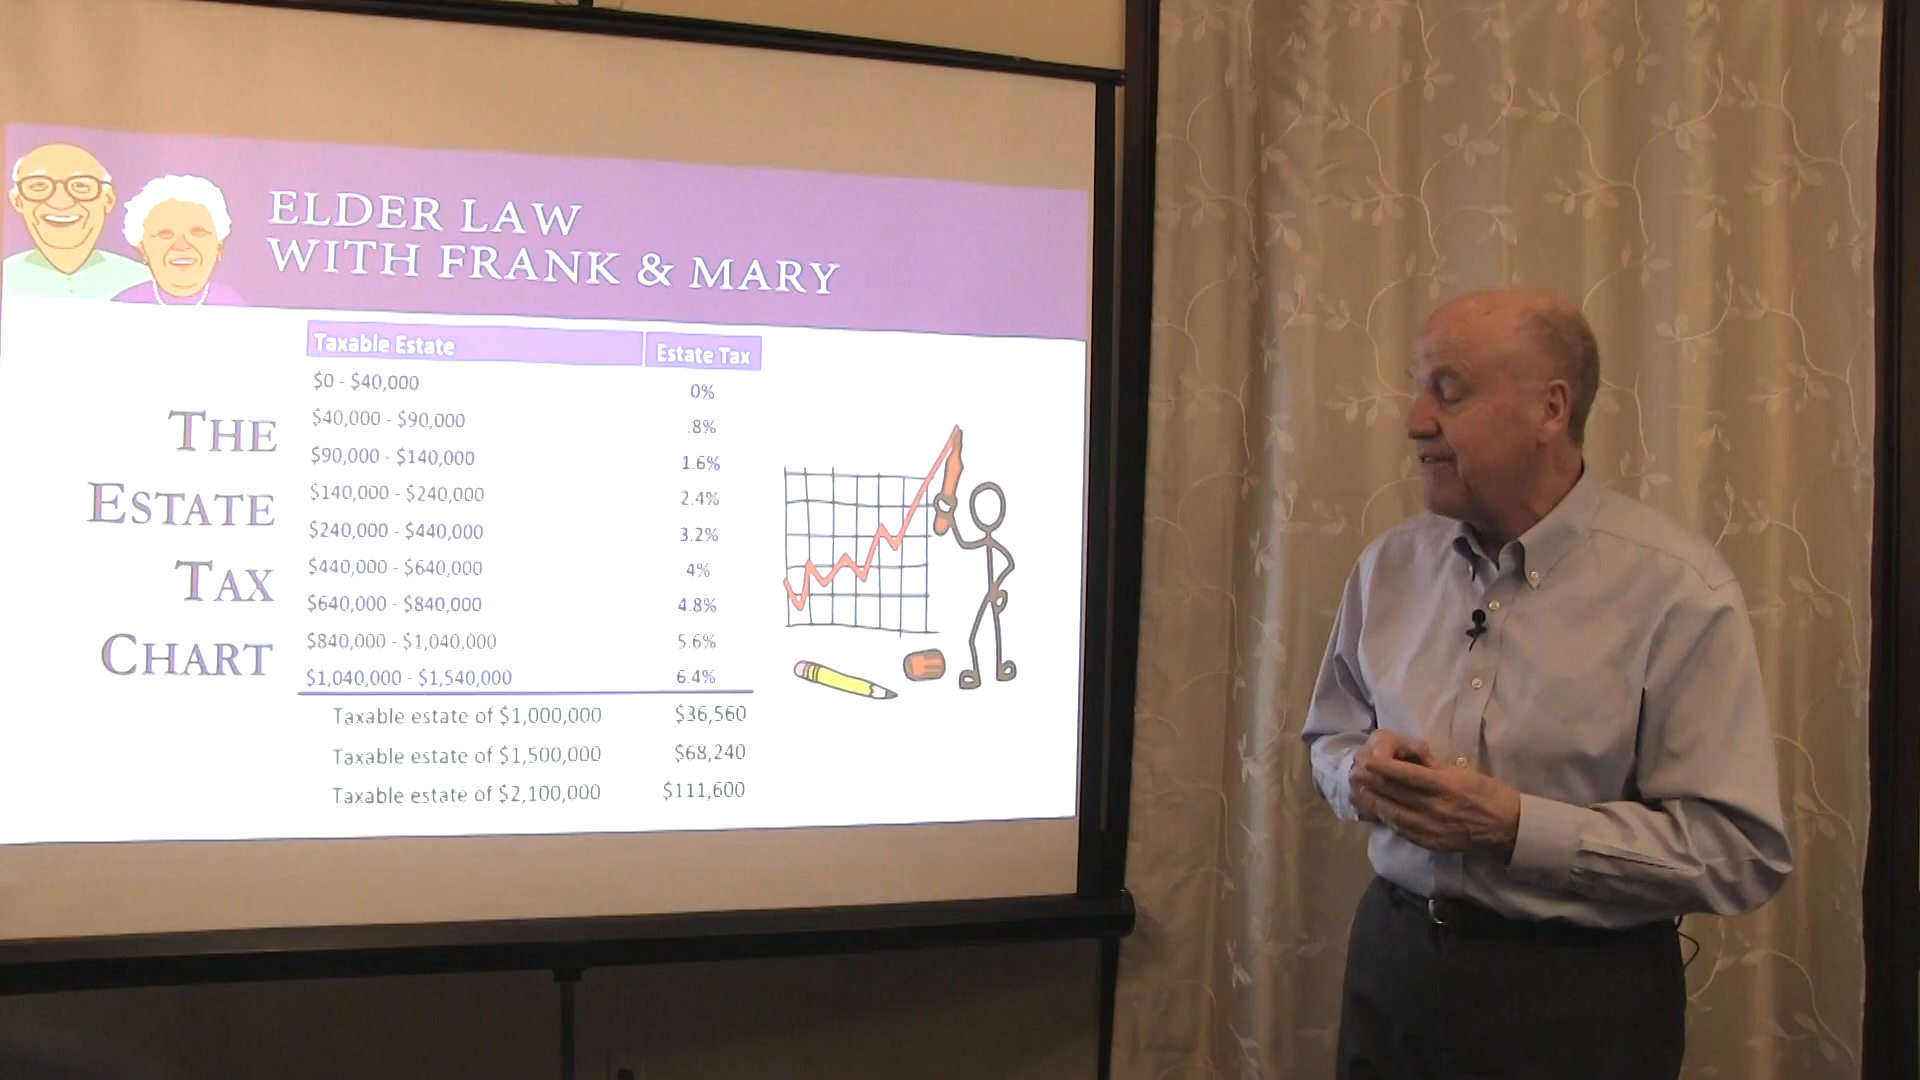 ELDER LAW
WITH FRANK & MARY
THE
ESTATE
TAX
CHART
Taxable Estate Estate Tax
$0 - $40,000 0%
$40,000 - $90,000 .8%
$90,000 - $140,000 1.6%
$140,000 - $240,000 2.4%
$240,000 - $440,000 3.2%
$440,000 - $640,000 4%
$640,000 - $840,000 4.8%
$840,000 - $1,040,000 5.6%
$1,040,000 - $1,540,000 6.4%
Taxable estate of $1,000,000 $36,560
Taxable estate of $1,500,000 $68,240
Taxable estate of $2,100,000 $111,600